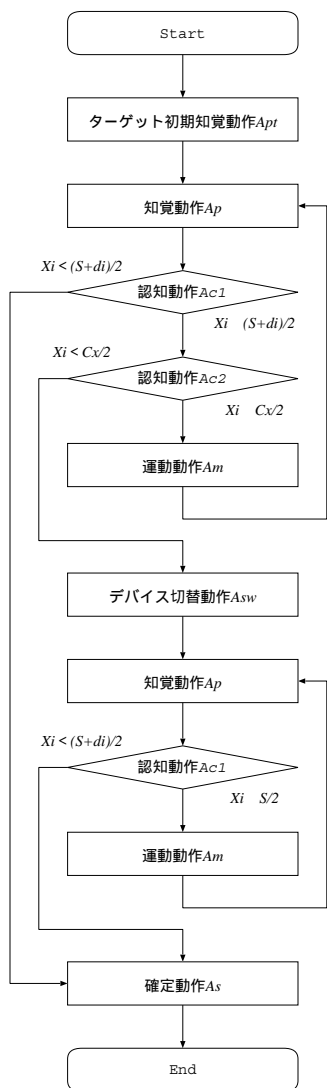 Start
ターゲット初期知覚動作Apt
知覚動作Ap
Xi < (S+di)/2
認知動作Ac1
Xi (S+di)/2
Xi < Cx/2
認知動作Ac2
Xi Cx/2
運動動作Am
デバイス切替動作Asw
知覚動作Ap
Xi < (S+di)/2
認知動作Ac1
Xi S/2
運動動作Am
確定動作As
End